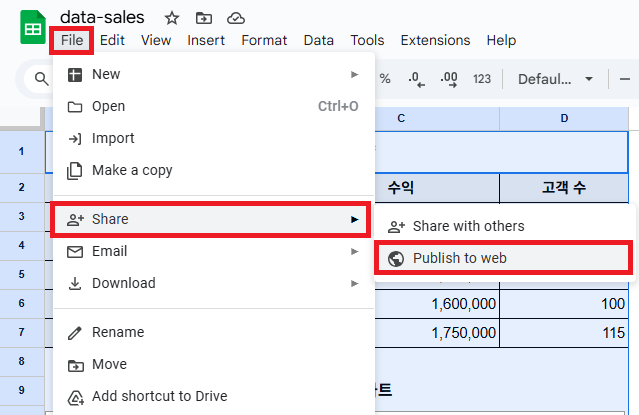 data-sales
File Edit View Insert Format Data Tools Extensions Help
% .0 .00 123 Defaul...
New
Open Ctrl+O
Import
Make a copy
Share
Email
Download
Rename
Move
Add shortcut to Drive
Share with others
Publish to web
C D
1
2 수익 고객 수
3
4
5
6 1,600,000 100
7 1,750,000 115
8
9